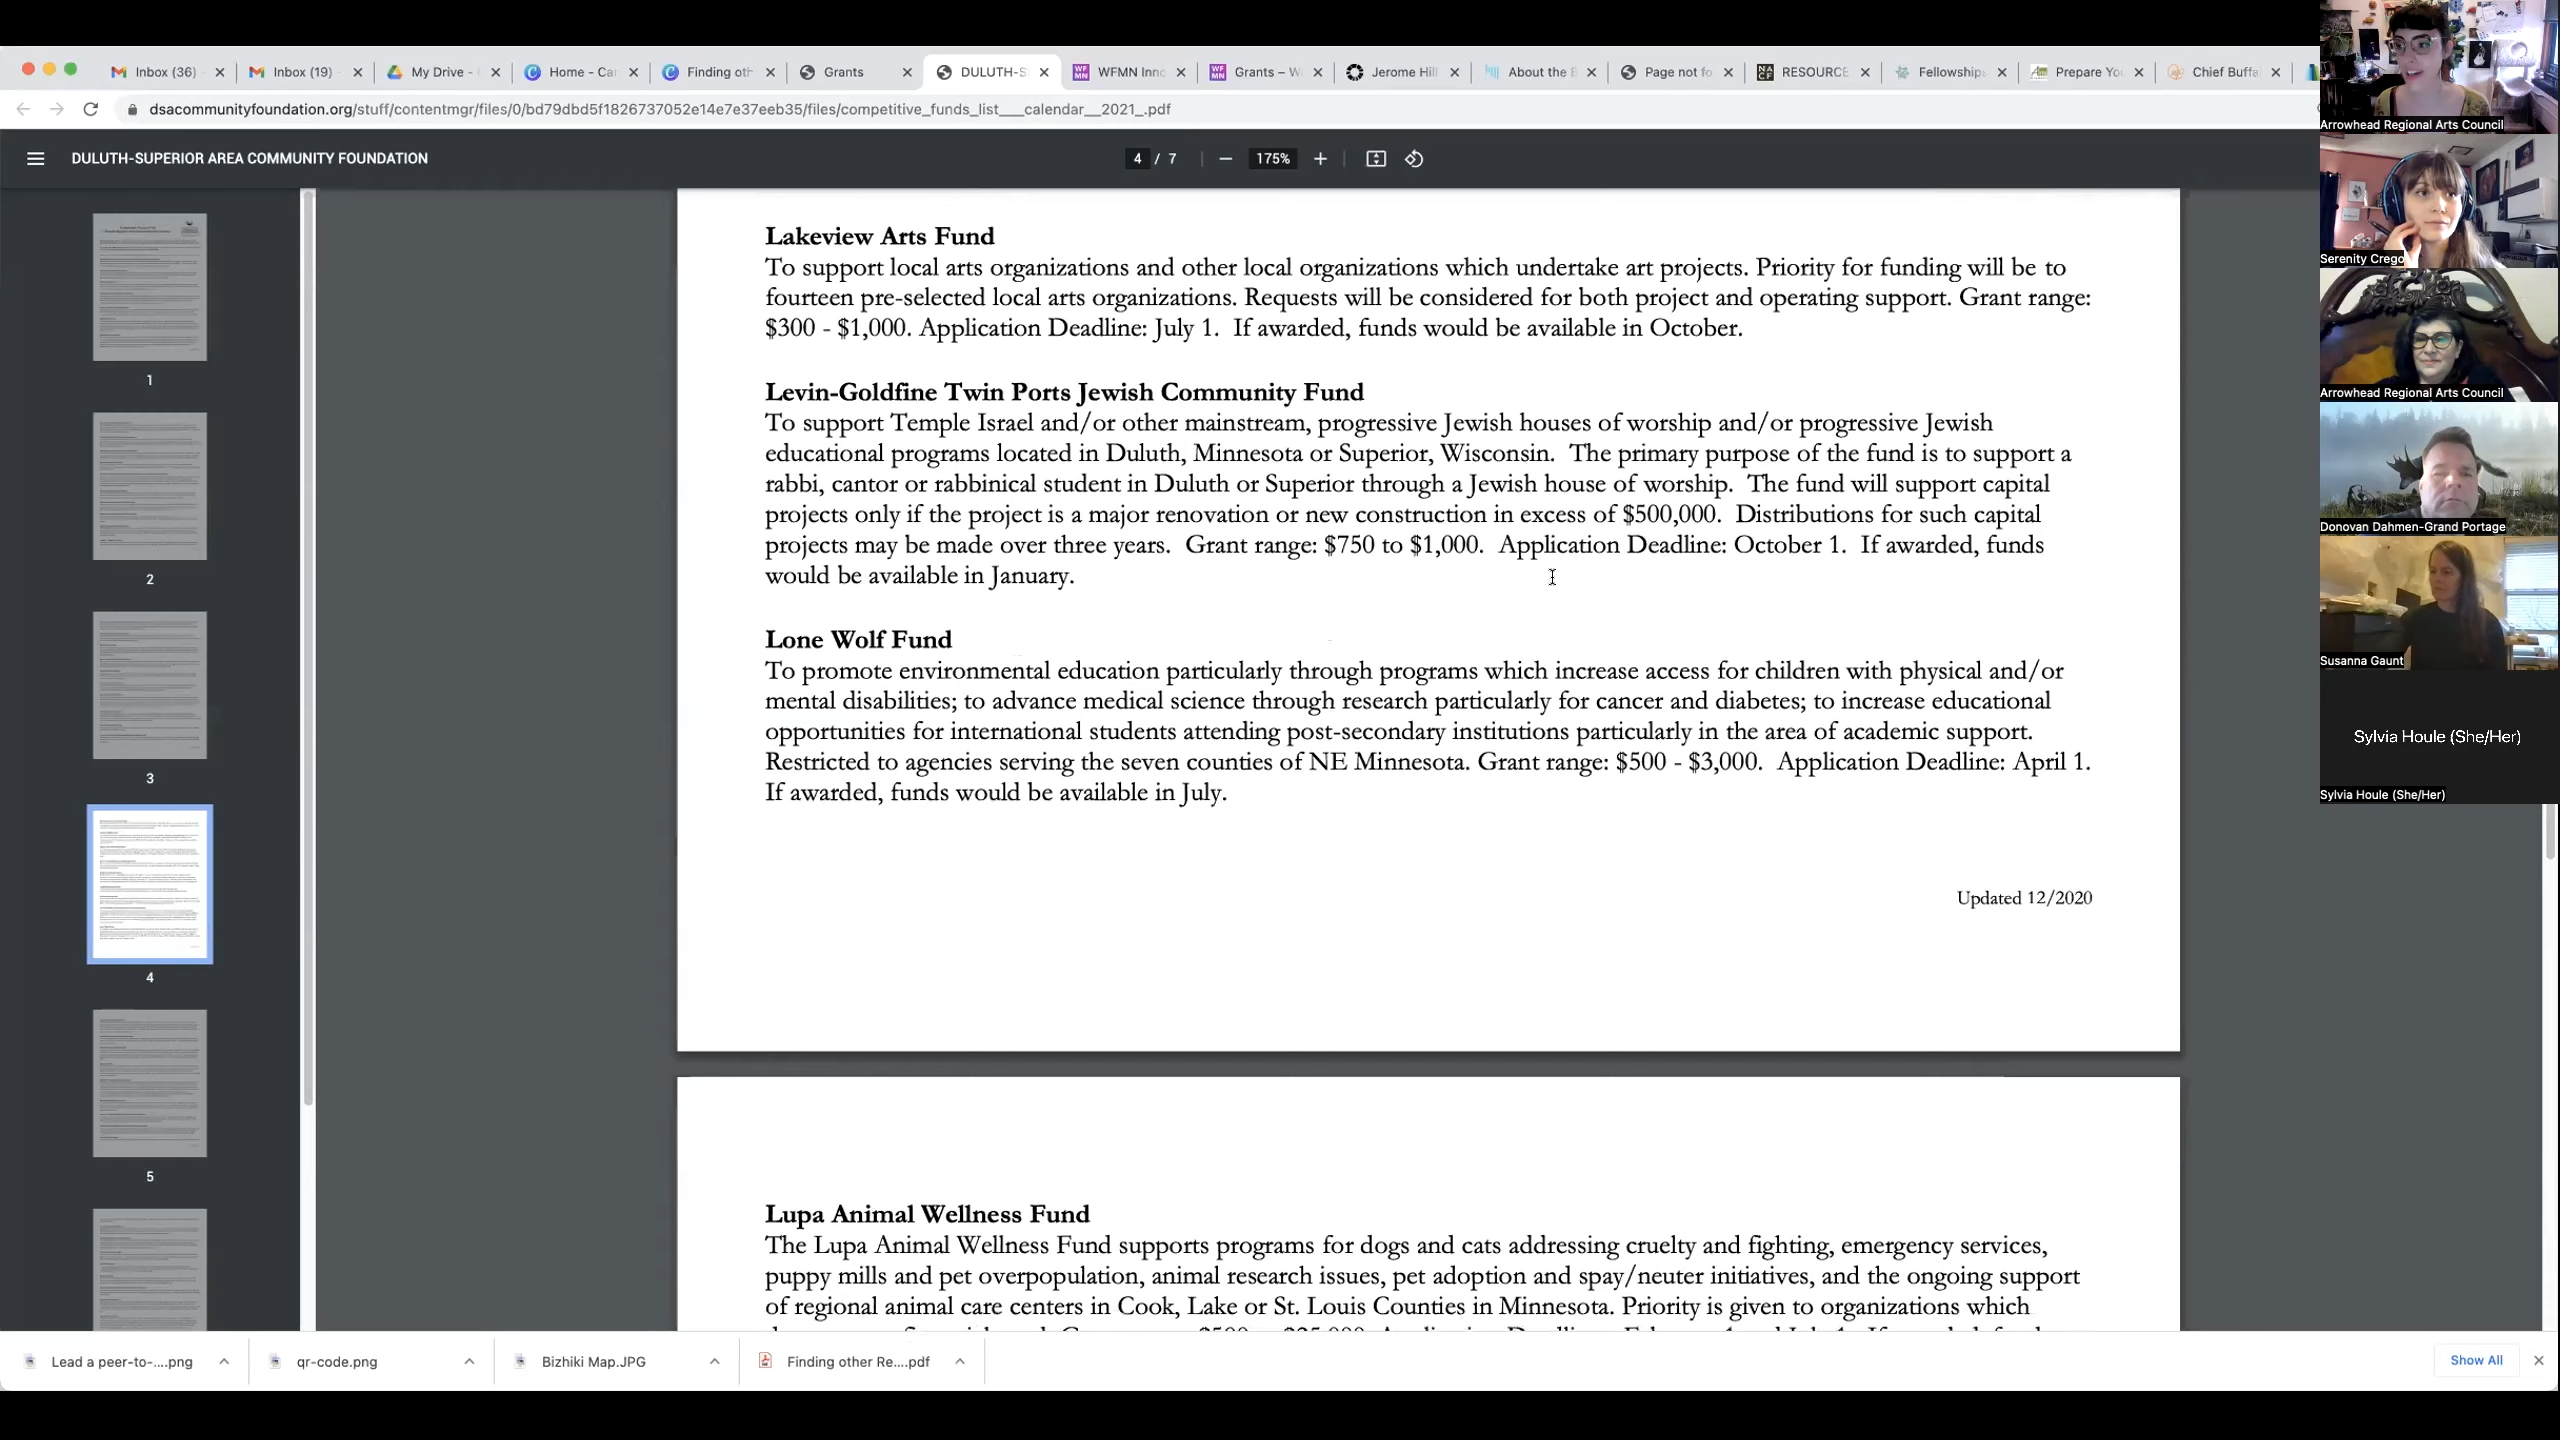 Inbox (36)
Inbox (19)
My Drive -
Home - Ca
Finding oth
Grants
DULUTH-S
WFMN Inno
Grants – W
Jerome Hill
About the B
Page not fo
RESOURCE
Fellowship
Prepare Yo
Chief Buffa
dsacommunityfoundation.org/stuff/contentmgr/files/0/bd79dbd5f1826737052e14e7e37eeb35/files/competitive_funds_list___calendar__2021_.pdf
DULUTH-SUPERIOR AREA COMMUNITY FOUNDATION
4 / 7
175%
1
2
3
4
5
Lakeview Arts Fund
To support local arts organizations and other local organizations which undertake art projects. Priority for funding will be to
fourteen pre-selected local arts organizations. Requests will be considered for both project and operating support. Grant range:
$300 - $1,000. Application Deadline: July 1. If awarded, funds would be available in October.
Levin-Goldfine Twin Ports Jewish Community Fund
To support Temple Israel and/or other mainstream, progressive Jewish houses of worship and/or progressive Jewish
educational programs located in Duluth, Minnesota or Superior, Wisconsin. The primary purpose of the fund is to support a
rabbi, cantor or rabbinical student in Duluth or Superior through a Jewish house of worship. The fund will support capital
projects only if the project is a major renovation or new construction in excess of $500,000. Distributions for such capital
projects may be made over three years. Grant range: $750 to $1,000. Application Deadline: October 1. If awarded, funds
would be available in January.
Lone Wolf Fund
To promote environmental education particularly through programs which increase access for children with physical and/or
mental disabilities; to advance medical science through research particularly for cancer and diabetes; to increase educational
opportunities for international students attending post-secondary institutions particularly in the area of academic support.
Restricted to agencies serving the seven counties of NE Minnesota. Grant range: $500 - $3,000. Application Deadline: April 1.
If awarded, funds would be available in July.
Updated 12/2020
Lupa Animal Wellness Fund
The Lupa Animal Wellness Fund supports programs for dogs and cats addressing cruelty and fighting, emergency services,
puppy mills and pet overpopulation, animal research issues, pet adoption and spay/neuter initiatives, and the ongoing support
of regional animal care centers in Cook, Lake or St. Louis Counties in Minnesota. Priority is given to organizations which
Arrowhead Regional Arts Council
Serenity Crego
Arrowhead Regional Arts Council
Donovan Dahmen-Grand Portage
Susanna Gaunt
Sylvia Houle (She/Her)
Sylvia Houle (She/Her)
Lead a peer-to-....png
qr-code.png
Bizhiki Map.JPG
Finding other Re....pdf
Show All